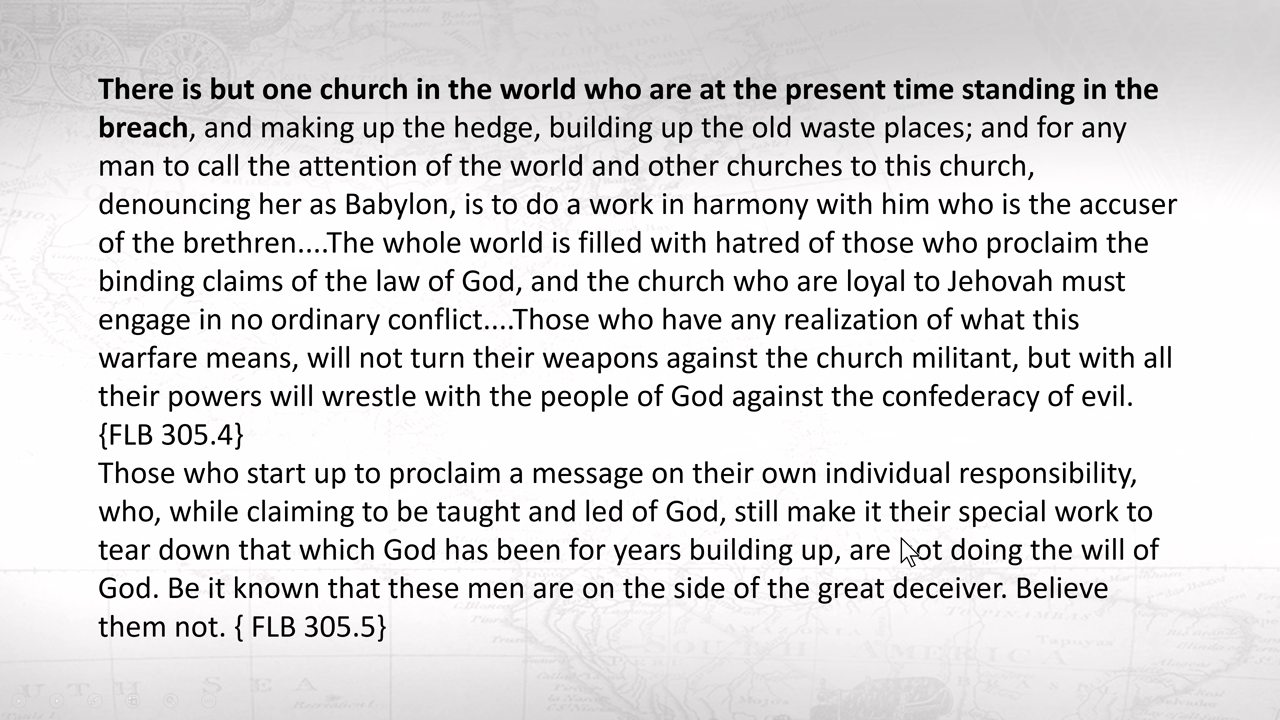 There is but one church in the world who are at the present time standing in the
breach, and making up the hedge, building up the old waste places; and for any
man to call the attention of the world and other churches to this church,
denouncing her as Babylon, is to do a work in harmony with him who is the accuser
of the brethren....The whole world is filled with hatred of those who proclaim the
binding claims of the law of God, and the church who are loyal to Jehovah must
engage in no ordinary conflict....Those who have any realization of what this
warfare means, will not turn their weapons against the church militant, but with all
their powers will wrestle with the people of God against the confederacy of evil.
{FLB 305.4}
Those who start up to proclaim a message on their own individual responsibility,
who, while claiming to be taught and led of God, still make it their special work to
tear down that which God has been for years building up, are not doing the will of
God. Be it known that these men are on the side of the great deceiver. Believe
them not. { FLB 305.5}
SOUTH AMERICA
UTH SEA